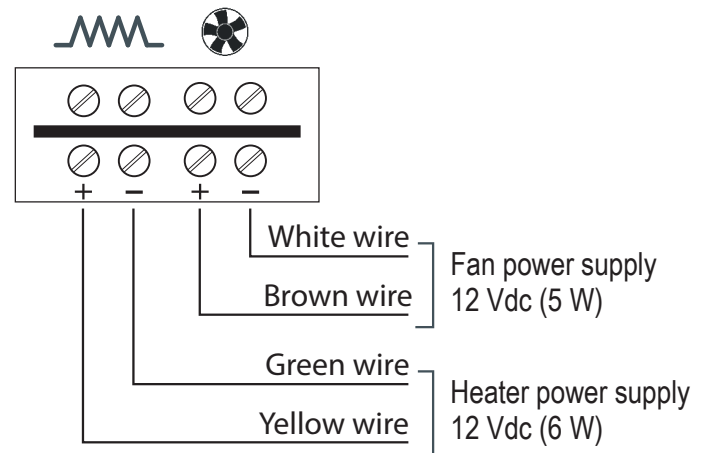 + − + −
White wire
Brown wire
Fan power supply
12 Vdc (5 W)
Green wire
Yellow wire
Heater power supply
12 Vdc (6 W)